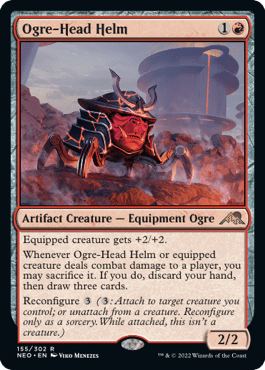 Ogre-Head Helm 1
Artifact Creature — Equipment Ogre
Equipped creature gets +2/+2.
Whenever Ogre-Head Helm or equipped
creature deals combat damage to a player, you
may sacrifice it. If you do, discard your hand,
then draw three cards.
Reconfigure 3 (3: Attach to target creature you
control; or unattach from a creature. Reconfigure
only as a sorcery. While attached, this isn't a
creature.)
2/2
155/302 R
NEO • EN Viko Menezes
™ & © 2022 Wizards of the Coast